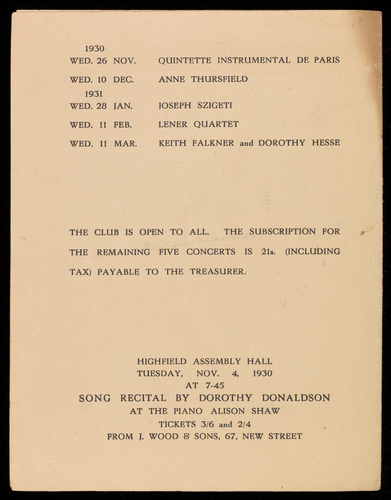 1930
WED. 26 NOV. QUINTETTE INSTRUMENTAL DE PARIS
WED. 10 DEC. ANNE THURSFIELD
1931
WED. 28 JAN. JOSEPH SZIGETI
WED. 11 FEB. LENER QUARTET
WED. 11 MAR. KEITH FALKNER and DOROTHY HESSE
THE CLUB IS OPEN TO ALL. THE SUBSCRIPTION FOR
THE REMAINING FIVE CONCERTS IS 21s. (INCLUDING
TAX) PAYABLE TO THE TREASURER.
HIGHFIELD ASSEMBLY HALL
TUESDAY, NOV. 4, 1930
AT 7-45
SONG RECITAL BY DOROTHY DONALDSON
AT THE PIANO ALISON SHAW
TICKETS 3/6 and 2/4
FROM J. WOOD & SONS, 67, NEW STREET